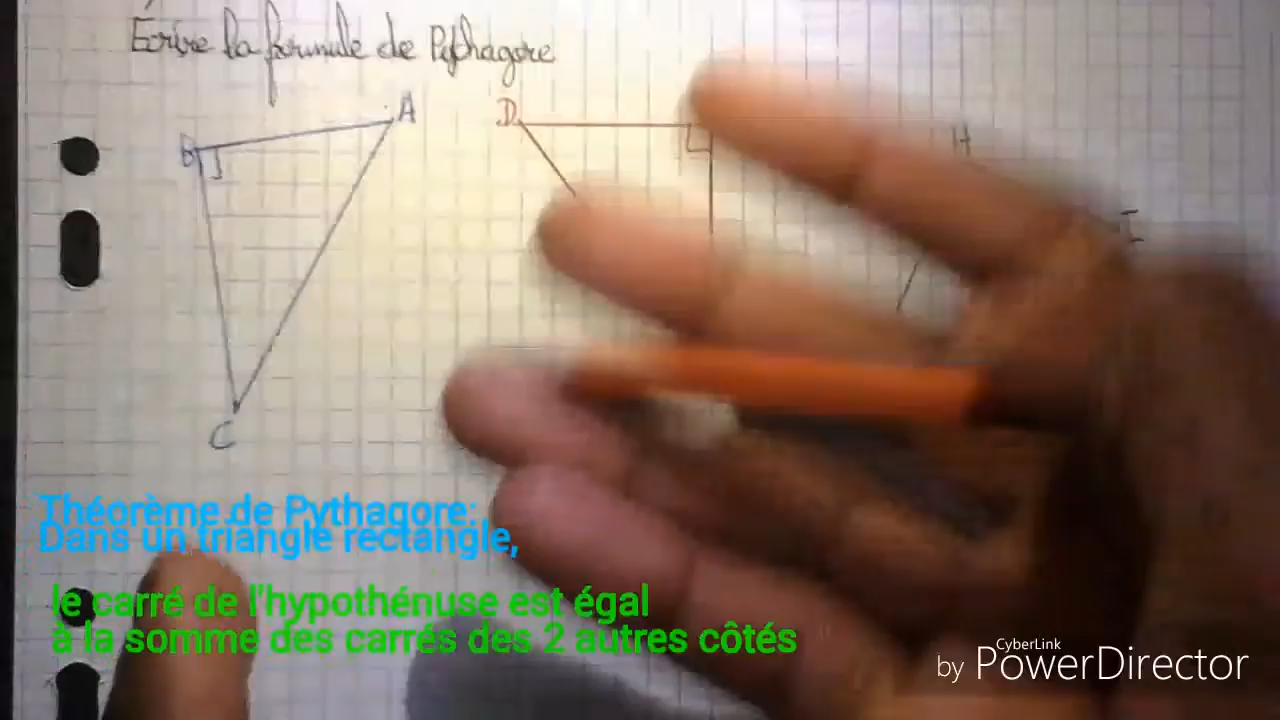 Écrire la formule de Pythagore
A
D
B
H
I
C
Théorème de Pythagore:
Dans un triangle rectangle,
le carré de l'hypothénuse est égal
à la somme des carrés des 2 autres côtés
CyberLink
by PowerDirector